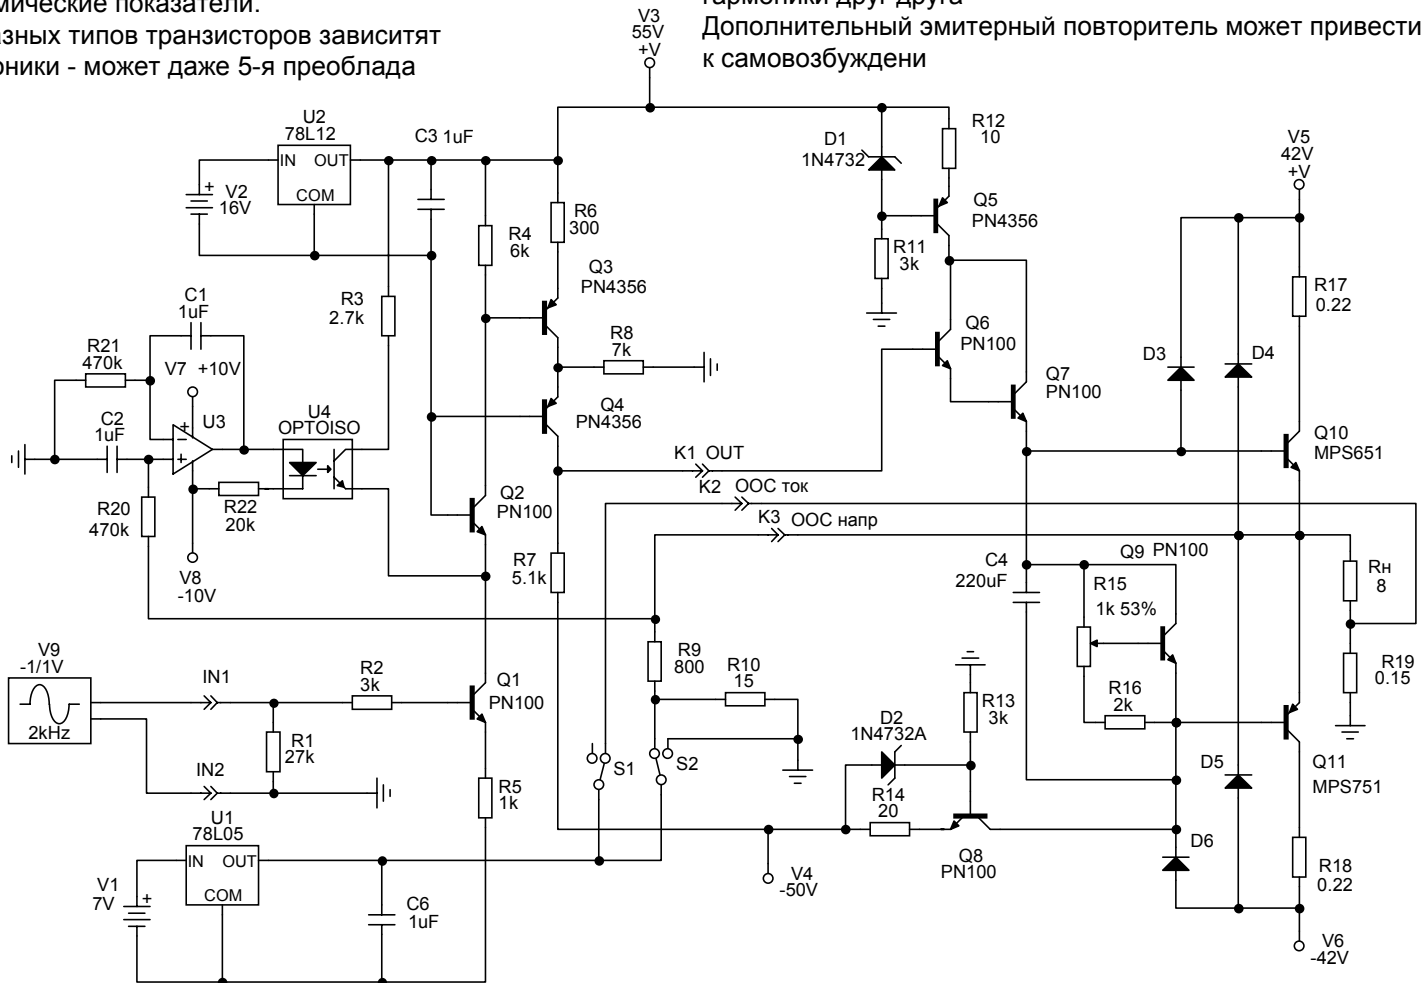 мические показатели.
азных типов транзисторов зависитят
оники - может даже 5-я преоблада
гармоники друг друга
Дополнительный эмитерный повторитель может привести
к самовозбуждени
V3
55V
+V
U2
78L12
IN OUT
COM
C3 1uF
V2
16V
R4
6k
R6
300
D1
1N4732
R12
10
Q5
PN4356
R11
3k
V5
42V
+V
R17
0.22
C1
1uF
R3
2.7k
Q3
PN4356
R8
7k
Q6
PN100
R21
470k
V7 +10V
D3
D4
Q7
PN100
C2
1uF
U3
U4
OPTOISO
Q4
PN4356
Q10
MPS651
K1 OUT
K2 ООС ток
K3 ООС напр
R20
470k
R22
20k
Q2
PN100
V8
-10V
R7
5.1k
C4
220uF
Q9 PN100
R15
1k 53%
Rн
8
V9
-1/1V
2kHz
IN1
R2
3k
Q1
PN100
R9
800
R10
15
R13
3k
R16
2k
R19
0.15
R1
27k
IN2
D2
1N4732A
S1
S2
R5
1k
R14
20
D5
Q11
MPS751
U1
78L05
IN OUT
COM
Q8
PN100
D6
V4
-50V
R18
0.22
V1
7V
C6
1uF
V6
-42V